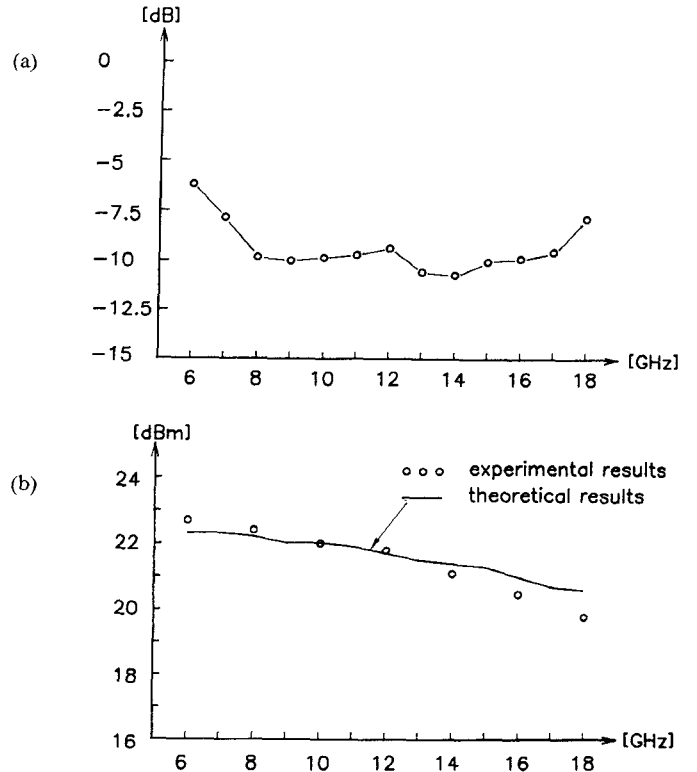 [dB]
(a)
0
−2.5
−5
−7.5
−10
−12.5
−15
6 8 10 12 14 16 18 [GHz]
[dBm]
(b)
24
22
20
18
16
experimental results
theoretical results
6 8 10 12 14 16 18 [GHz]